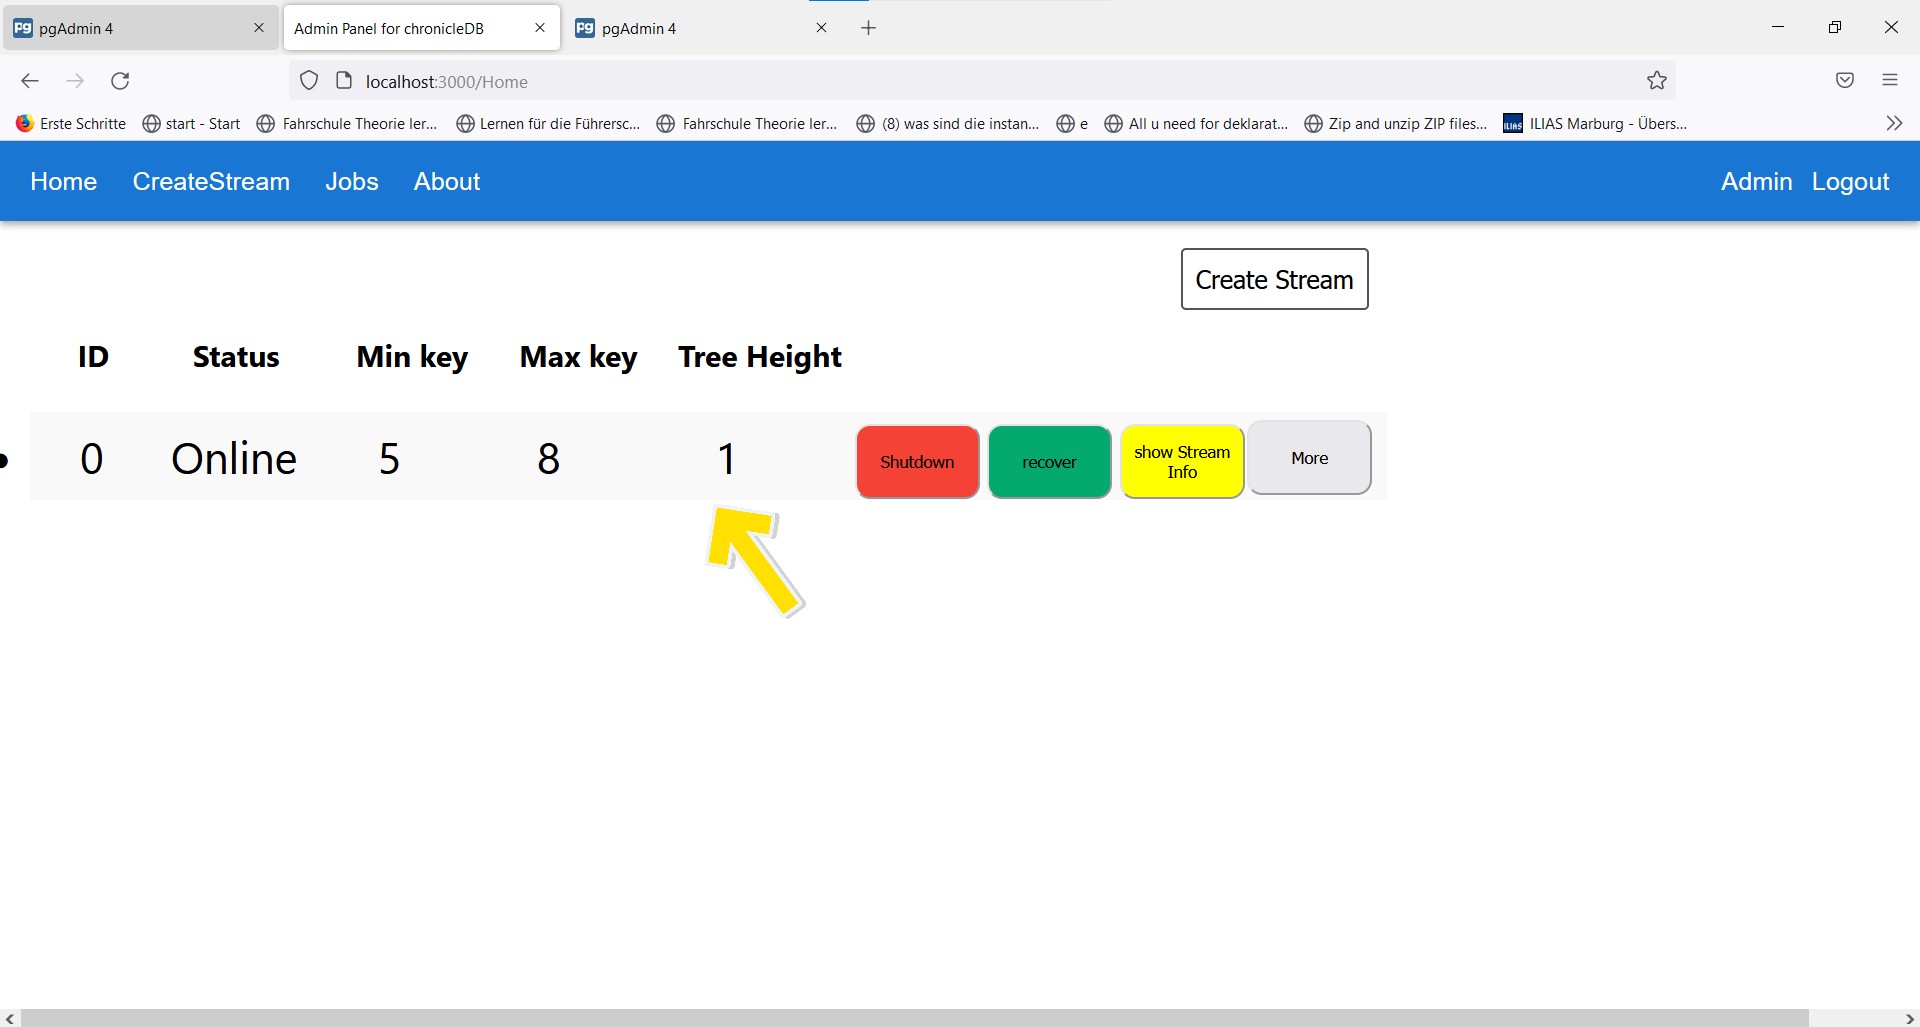 pgAdmin 4
Admin Panel for chronicleDB
pgAdmin 4
localhost:3000/Home
Erste Schritte
start - Start
Fahrschule Theorie ler...
Lernen für die Führersc...
Fahrschule Theorie ler...
(8) was sind die instan...
e
All u need for deklarat...
Zip and unzip ZIP files...
ILIAS Marburg - Übers...
Home CreateStream Jobs About Admin Logout
Create Stream
ID Status Min key Max key Tree Height
0 Online 5 8 1
Shutdown
recover
show Stream
Info
More